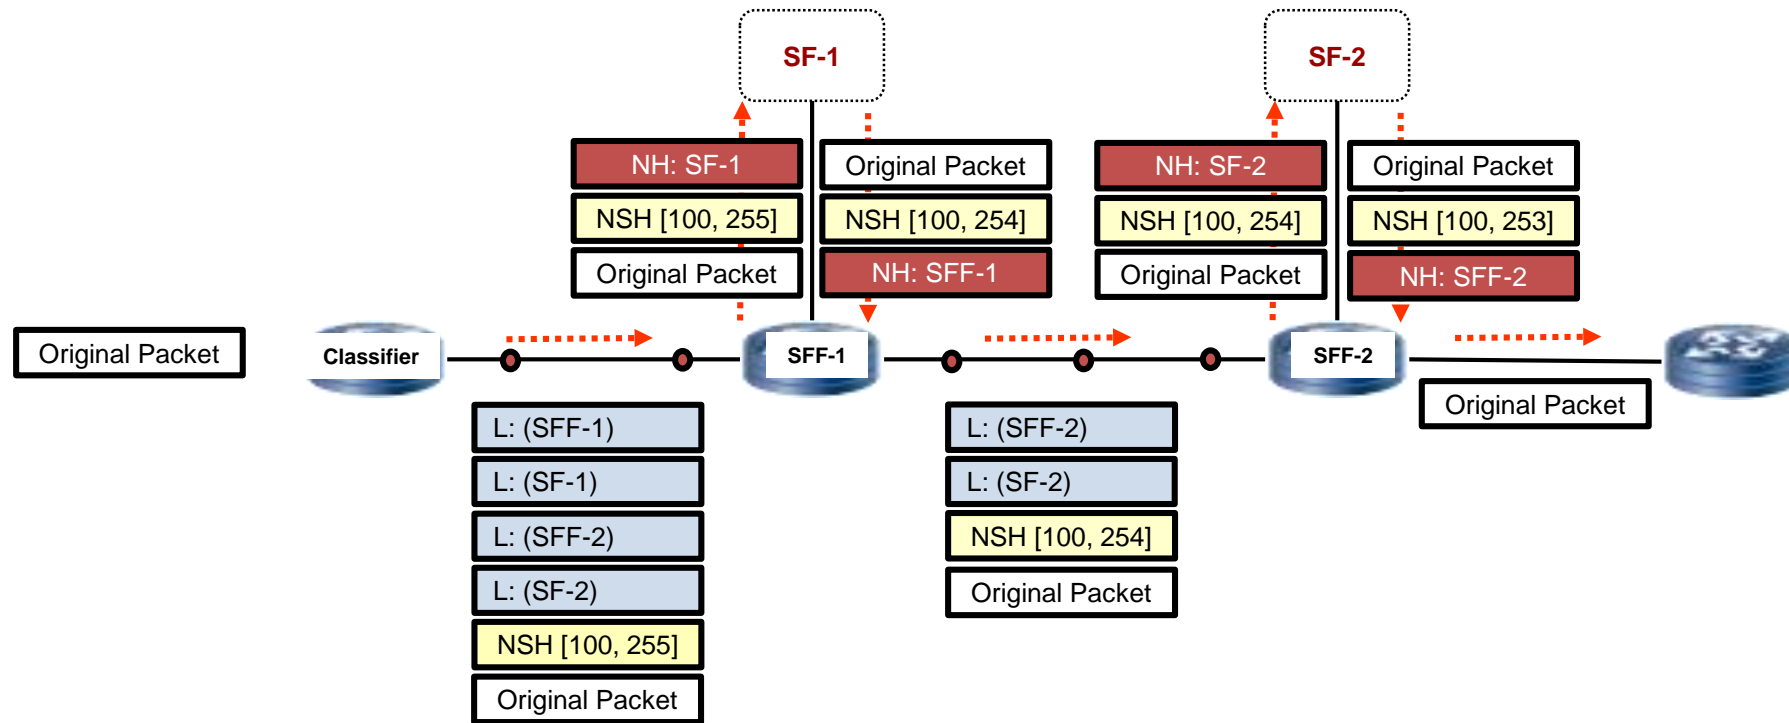 SF-1
SF-2
NH: SF-1
Original Packet
NH: SF-2
Original Packet
NSH [100, 255]
NSH [100, 254]
NSH [100, 254]
NSH [100, 253]
Original Packet
NH: SFF-1
Original Packet
NH: SFF-2
Original Packet
Classifier
SFF-1
SFF-2
Original Packet
L: (SFF-1)
L: (SF-1)
L: (SFF-2)
L: (SF-2)
NSH [100, 255]
Original Packet
L: (SFF-2)
L: (SF-2)
NSH [100, 254]
Original Packet